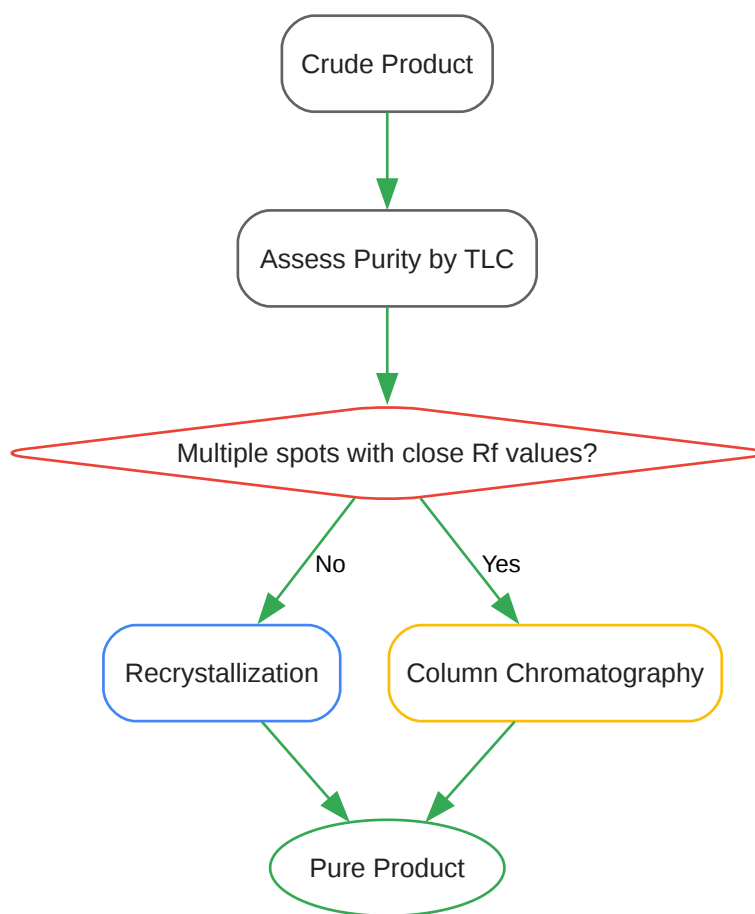 Crude Product
Assess Purity by TLC
Multiple spots with close Rf values?
No
Yes
Recrystallization
Column Chromatography
Pure Product